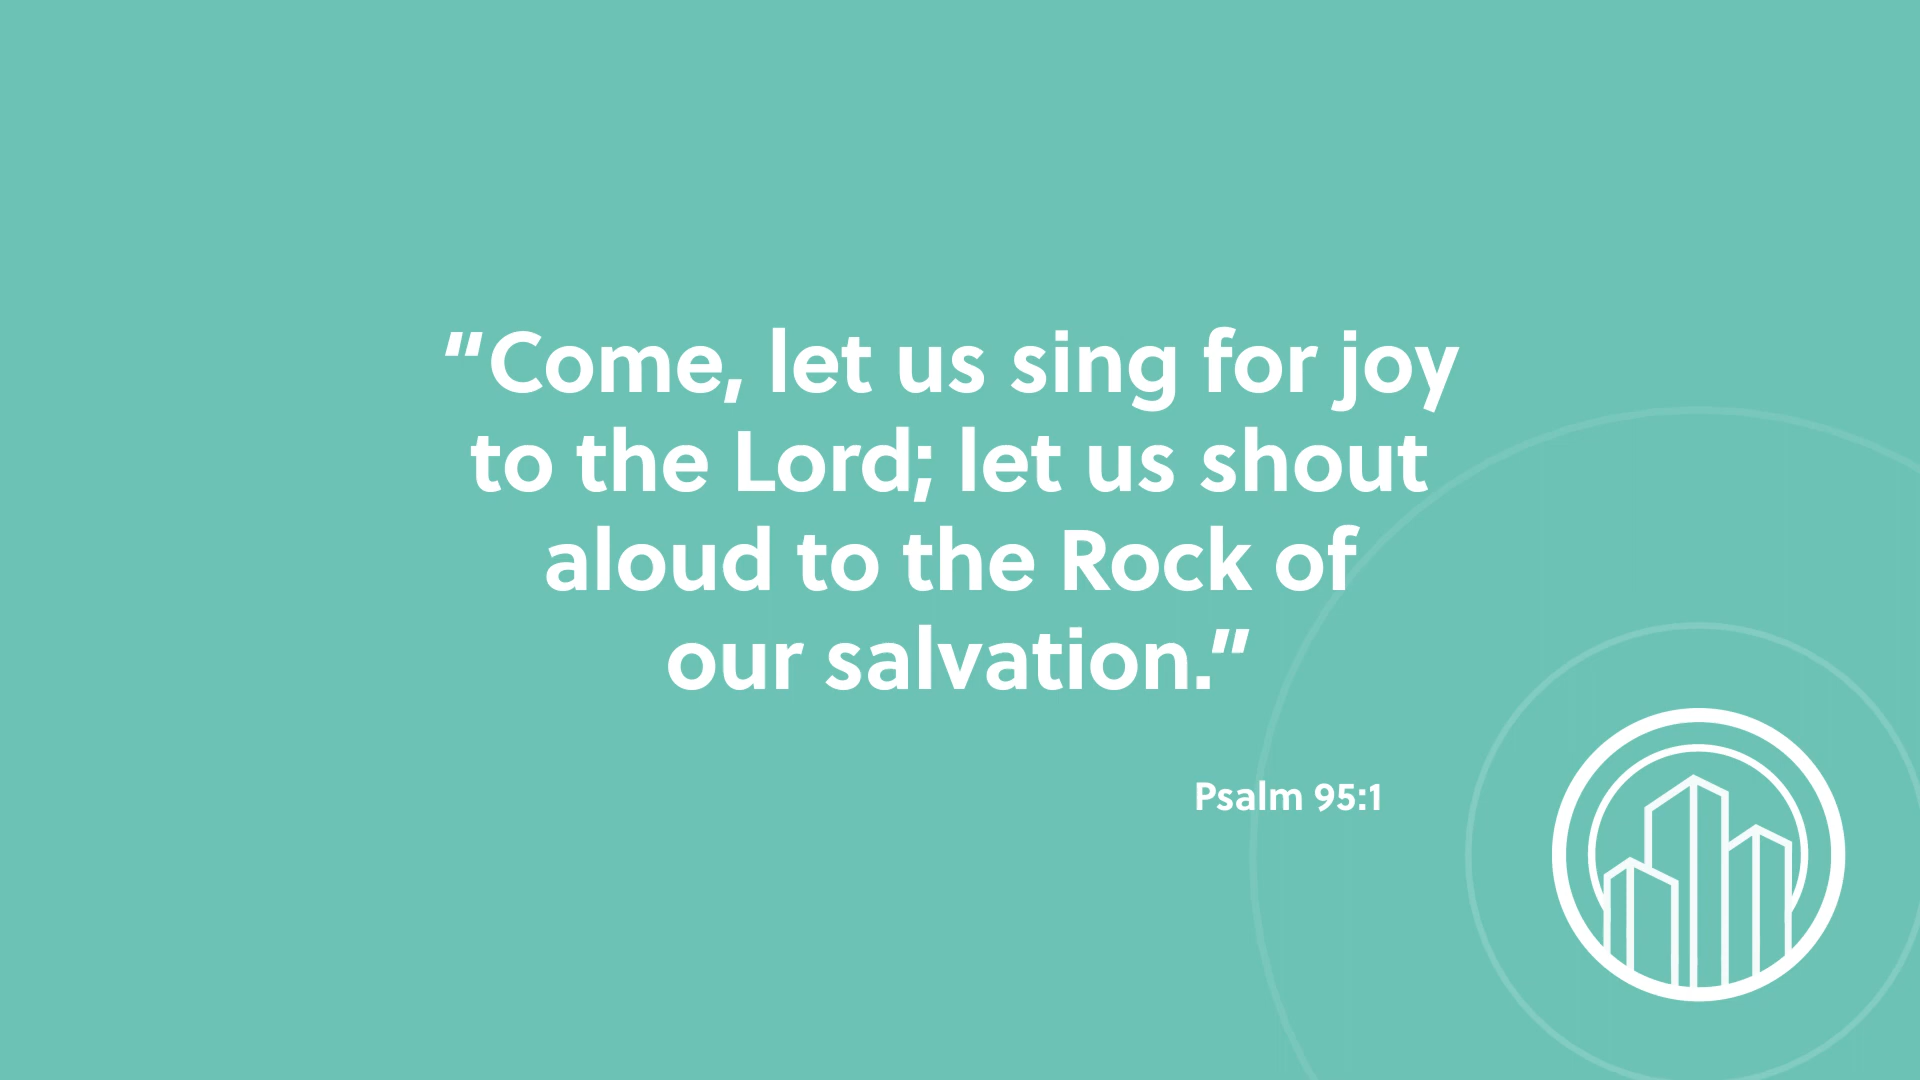 “Come, let us sing for joy
to the Lord; let us shout
aloud to the Rock of
our salvation.”
Psalm 95:1